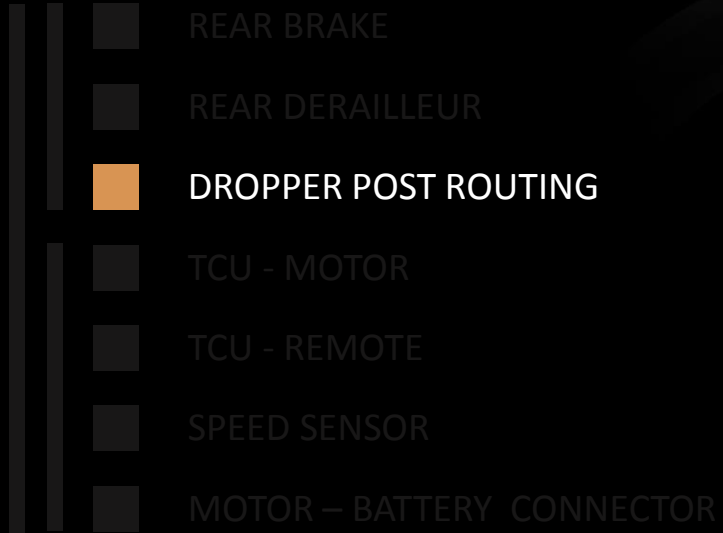 REAR BRAKE
REAR DERAILLEUR
DROPPER POST ROUTING
TCU - MOTOR
TCU - REMOTE
SPEED SENSOR
MOTOR – BATTERY CONNECTOR